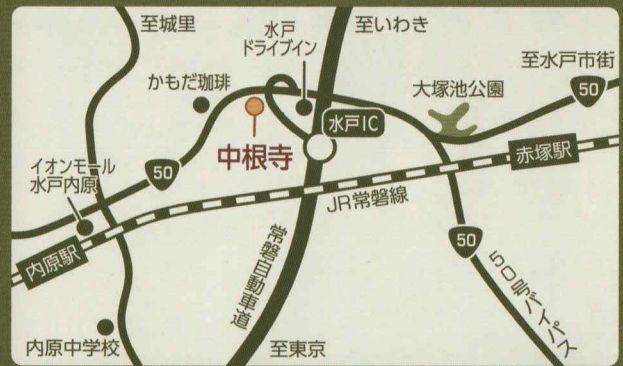 至城里
水戸
ドライブイン
至いわき
至水戸市街
50
かもだ珈琲
大塚池公園
水戸IC
中根寺
赤塚駅
イオンモール
水戸内原
50
JR常磐線
内原駅
常磐自動車道
50
50号バイパス
内原中学校
至東京